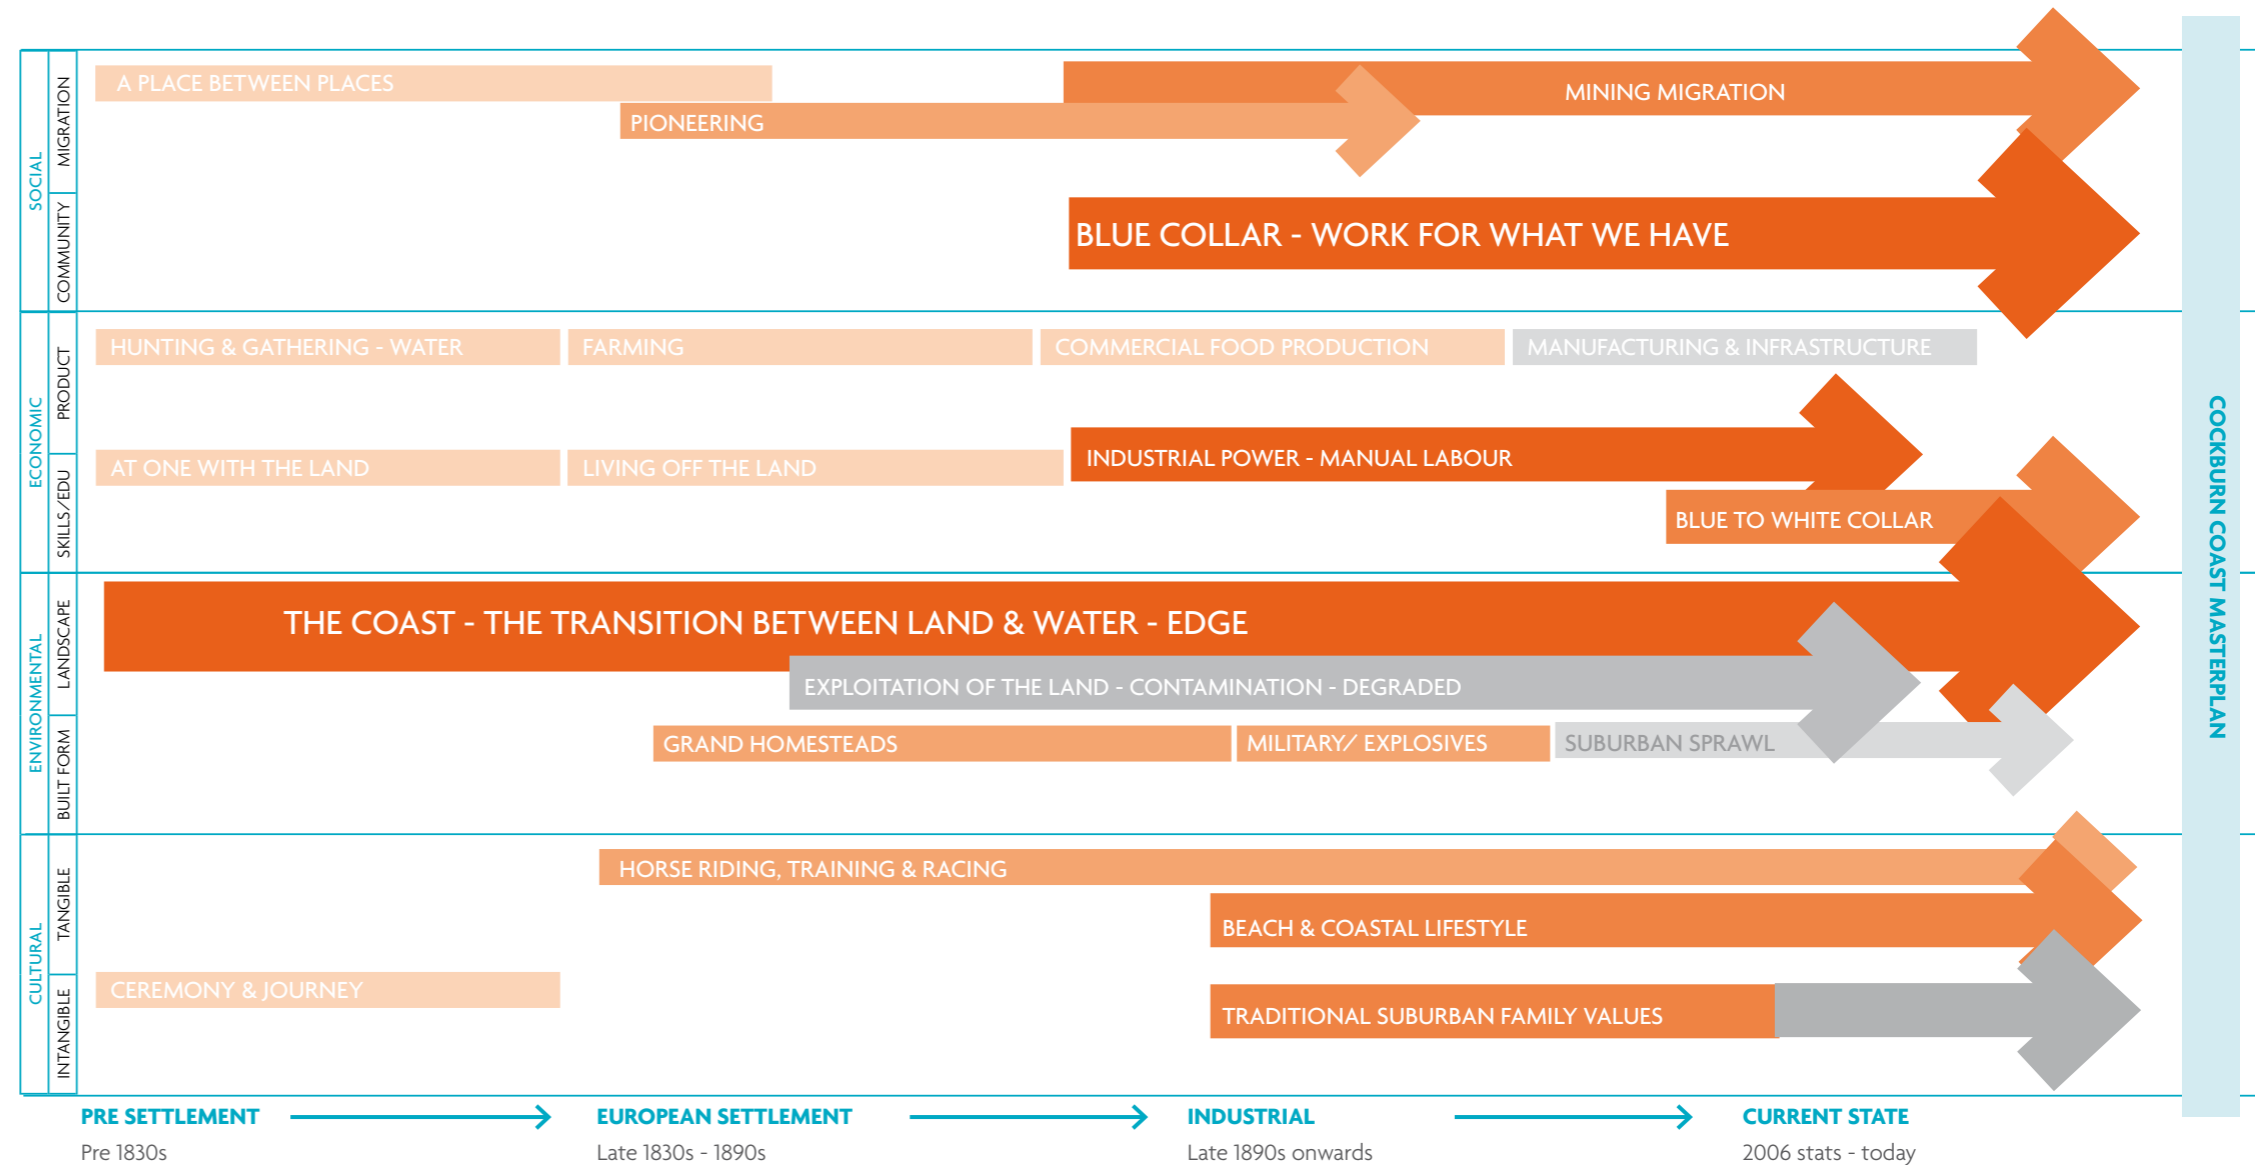 SOCIAL
MIGRATION
A PLACE BETWEEN PLACES
PIONEERING
MINING MIGRATION
COMMUNITY
BLUE COLLAR - WORK FOR WHAT WE HAVE
ECONOMIC
PRODUCT
HUNTING & GATHERING - WATER
FARMING
COMMERCIAL FOOD PRODUCTION
MANUFACTURING & INFRASTRUCTURE
SKILLS/EDU
AT ONE WITH THE LAND
LIVING OFF THE LAND
INDUSTRIAL POWER - MANUAL LABOUR
BLUE TO WHITE COLLAR
ENVIRONMENTAL
LANDSCAPE
THE COAST - THE TRANSITION BETWEEN LAND & WATER - EDGE
EXPLOITATION OF THE LAND - CONTAMINATION - DEGRADED
BUILT FORM
GRAND HOMESTEADS
MILITARY/ EXPLOSIVES
SUBURBAN SPRAWL
CULTURAL
TANGIBLE
HORSE RIDING, TRAINING & RACING
BEACH & COASTAL LIFESTYLE
INTANGIBLE
CEREMONY & JOURNEY
TRADITIONAL SUBURBAN FAMILY VALUES
COCKBURN COAST MASTERPLAN
PRE SETTLEMENT
Pre 1830s
EUROPEAN SETTLEMENT
Late 1830s - 1890s
INDUSTRIAL
Late 1890s onwards
CURRENT STATE
2006 stats - today